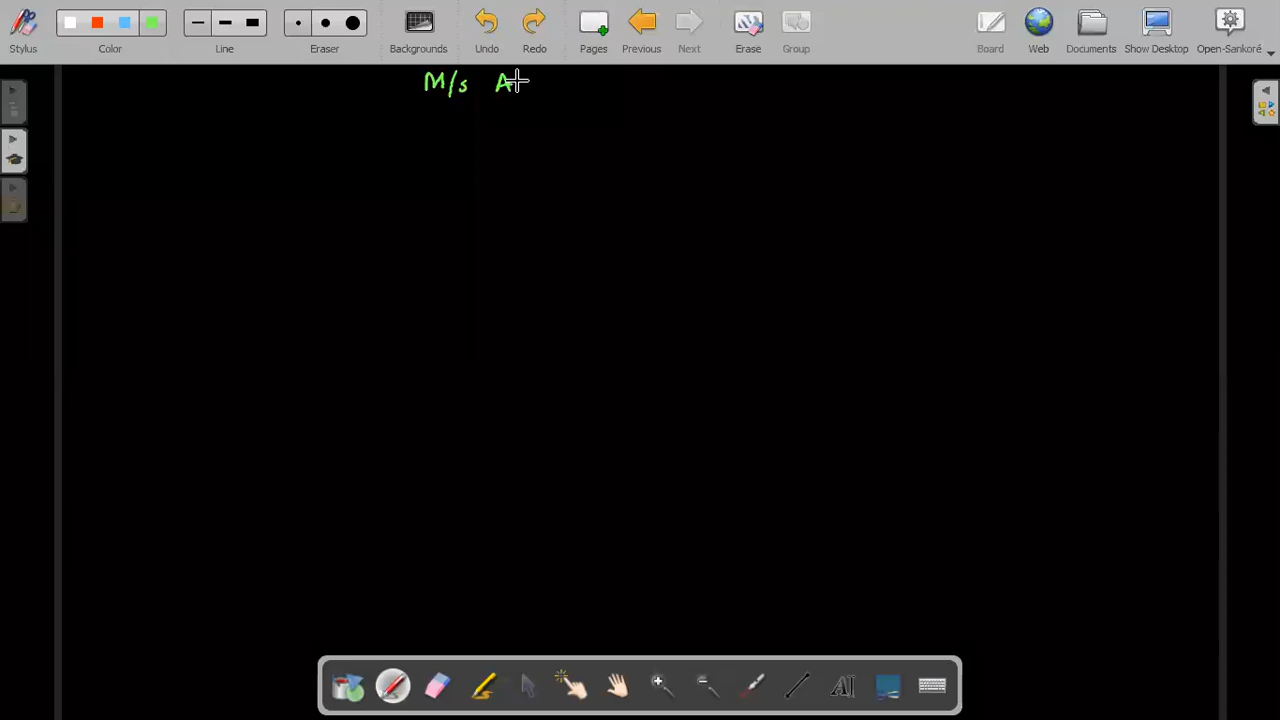 Stylus Color Line Eraser Backgrounds Undo Redo Pages Previous Next Erase Group Board Web Documents Show Desktop Open-Sankoré
M/s A
AI